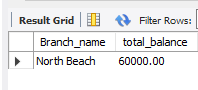 Result Grid Filter Rows:
Branch_name total_balance
North Beach 60000.00